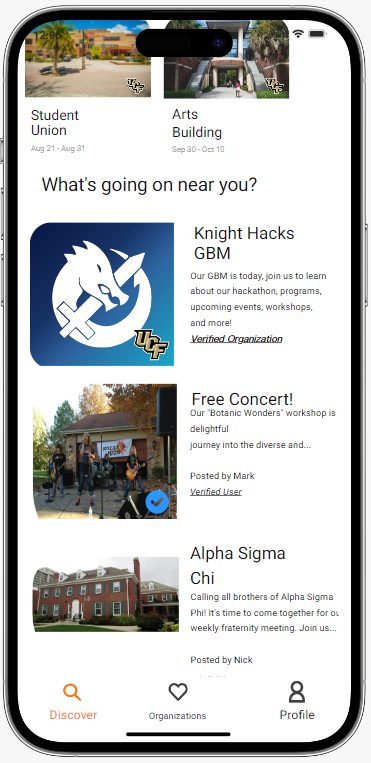 Student
Union
Aug 21 - Aug 31
Arts
Building
Sep 30 - Oct 10
What's going on near you?
Knight Hacks
GBM
Our GBM is today, join us to learn
about our hackathon, programs,
upcoming events, workshops,
and more!
Verified Organization
UCF
Free Concert!
Our "Botanic Wonders" workshop is
delightful
journey into the diverse and...
Posted by Mark
Verified User
Alpha Sigma
Chi
Calling all brothers of Alpha Sigma
Phi! It's time to come together for
weekly fraternity meeting. Join us...
Posted by Nick
Discover
Organizations
Profile